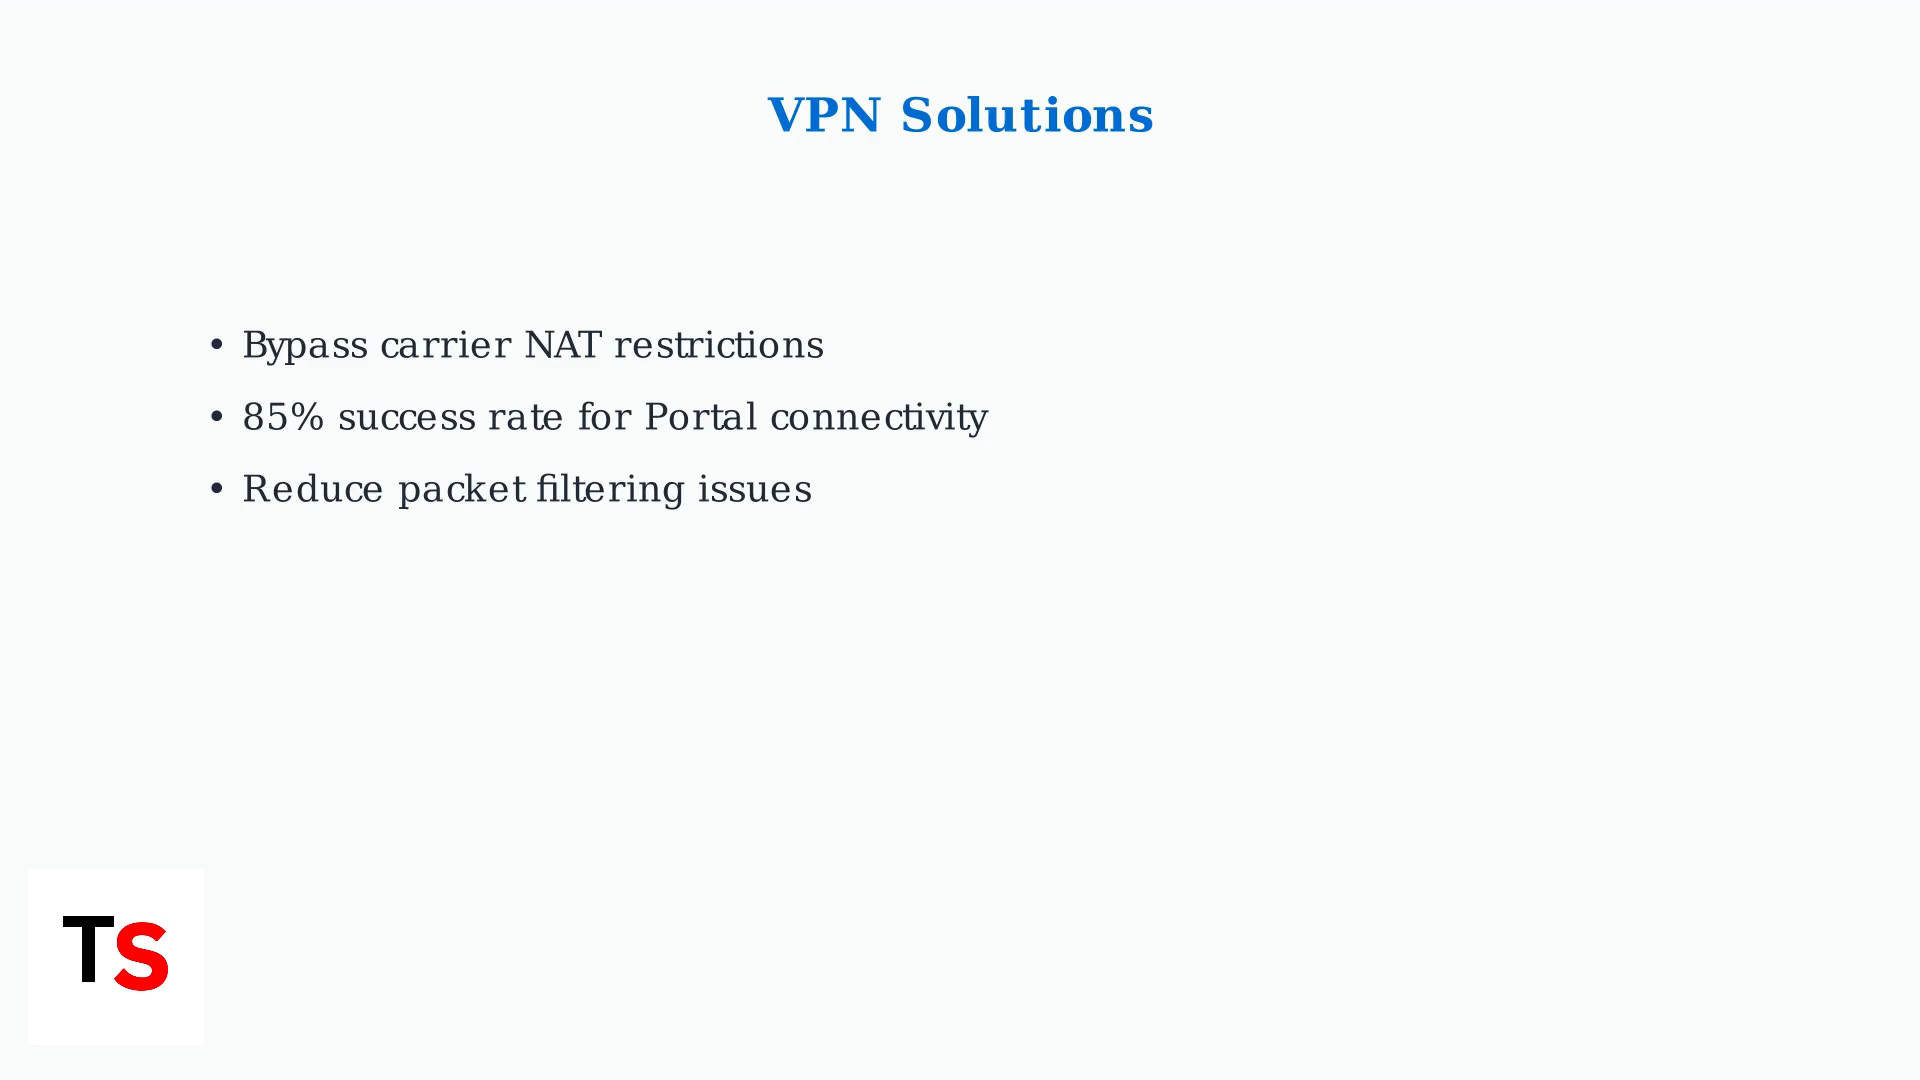 VPN Solutions
• Bypass carrier NAT restrictions
• 85% success rate for Portal connectivity
• Reduce packet filtering issues
TS